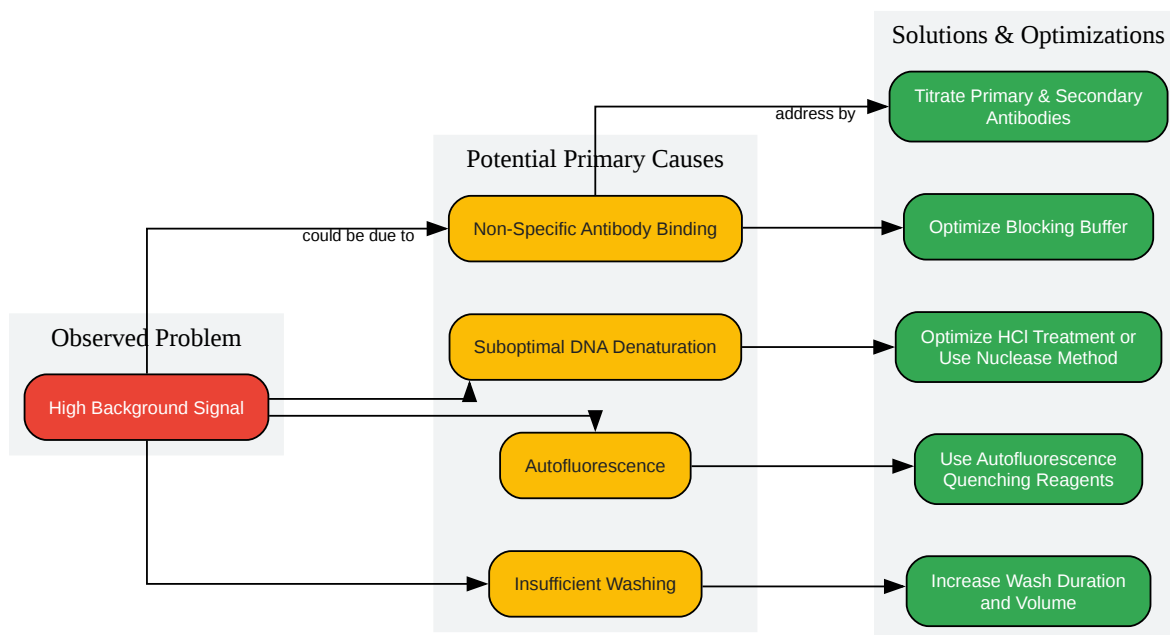 Observed Problem
High Background Signal
could be due to
Potential Primary Causes
Non-Specific Antibody Binding
Suboptimal DNA Denaturation
Autofluorescence
Insufficient Washing
address by
Solutions & Optimizations
Titrate Primary & Secondary
Antibodies
Optimize Blocking Buffer
Optimize HCl Treatment or
Use Nuclease Method
Use Autofluorescence
Quenching Reagents
Increase Wash Duration
and Volume